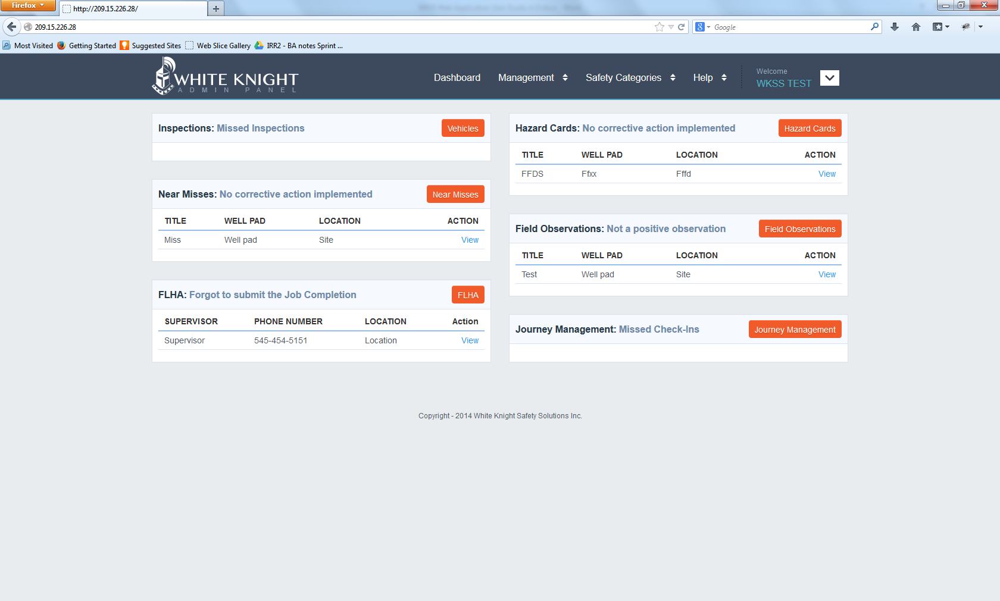 Firefox
http://209.15.226.28/
209.15.226.28
Google
Most Visited Getting Started Suggested Sites Web Slice Gallery IRR2 - BA notes Sprint ...
WHITE KNIGHT
ADMIN PANEL
Dashboard Management Safety Categories Help
Welcome
WKSS TEST
Inspections: Missed Inspections Vehicles
Near Misses: No corrective action implemented Near Misses
TITLE WELL PAD LOCATION ACTION
Miss Well pad Site View
FLHA: Forgot to submit the Job Completion FLHA
SUPERVISOR PHONE NUMBER LOCATION Action
Supervisor 545-454-5151 Location View
Hazard Cards: No corrective action implemented Hazard Cards
TITLE WELL PAD LOCATION ACTION
FFDS Ffxx Fffd View
Field Observations: Not a positive observation Field Observations
TITLE WELL PAD LOCATION ACTION
Test Well pad Site View
Journey Management: Missed Check-Ins Journey Management
Copyright - 2014 White Knight Safety Solutions Inc.